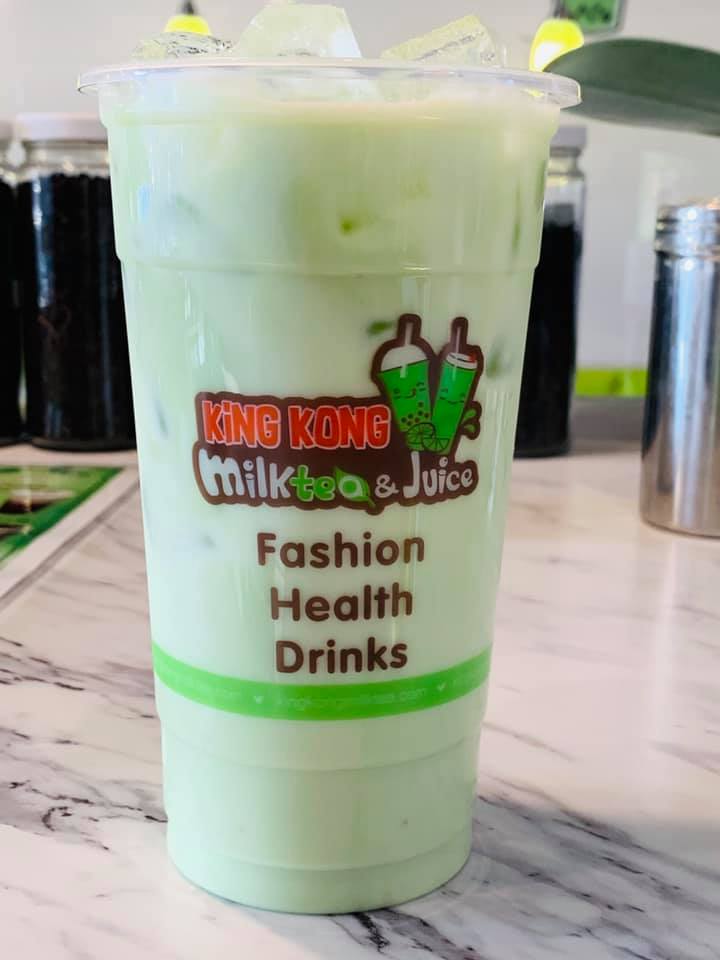 KiNG KONG
milktea & Juice
Fashion
Health
Drinks